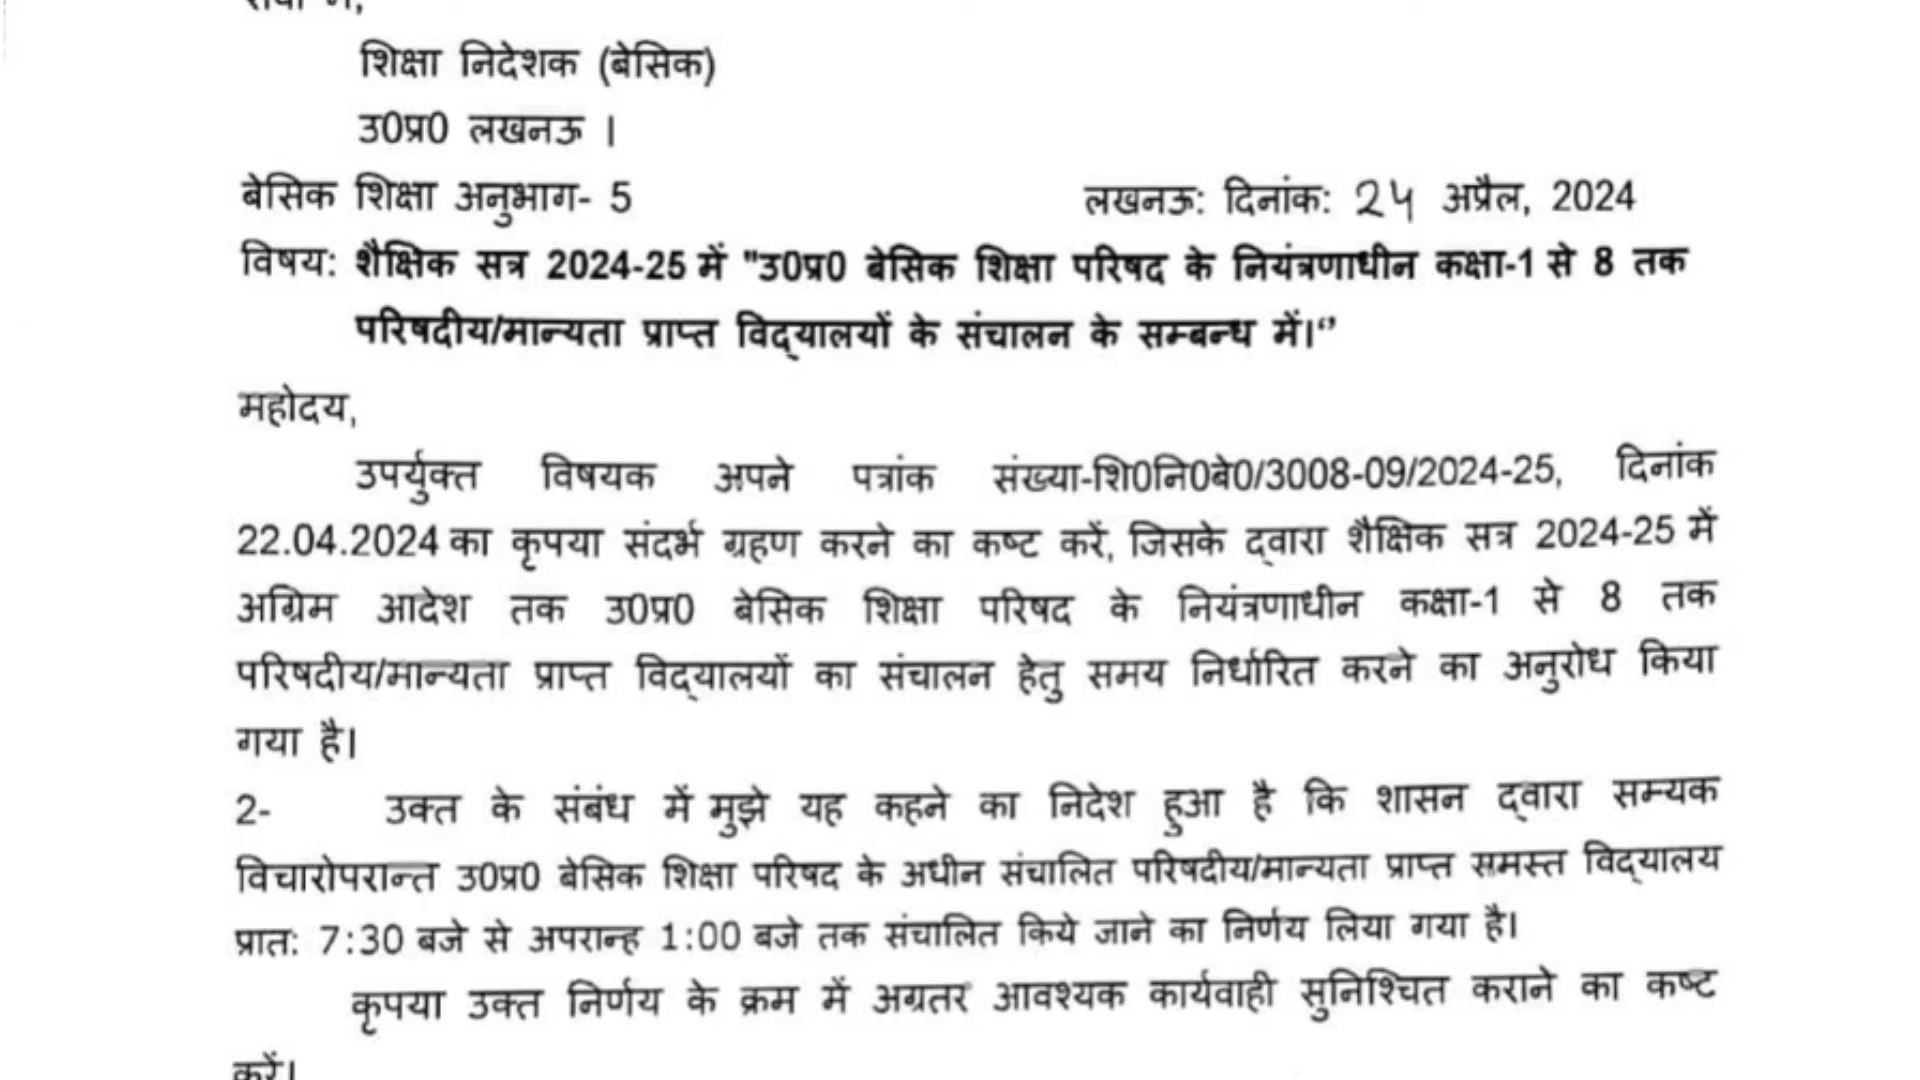 सेवा में,
शिक्षा निदेशक (बेसिक)
उ0प्र0 लखनऊ ।
बेसिक शिक्षा अनुभाग- 5 लखनऊ: दिनांक: 24 अप्रैल, 2024
विषय: शैक्षिक सत्र 2024-25 में "उ0प्र0 बेसिक शिक्षा परिषद के नियंत्रणाधीन कक्षा-1 से 8 तक
परिषदीय/मान्यता प्राप्त विद्यालयों के संचालन के सम्बन्ध में।"
महोदय,
उपर्युक्त विषयक अपने पत्रांक संख्या-शि0नि0बे0/3008-09/2024-25, दिनांक
22.04.2024 का कृपया संदर्भ ग्रहण करने का कष्ट करें, जिसके द्वारा शैक्षिक सत्र 2024-25 में
अग्रिम आदेश तक उ0प्र0 बेसिक शिक्षा परिषद के नियंत्रणाधीन कक्षा-1 से 8 तक
परिषदीय/मान्यता प्राप्त विद्यालयों का संचालन हेतु समय निर्धारित करने का अनुरोध किया
गया है।
2- उक्त के संबंध में मुझे यह कहने का निदेश हुआ है कि शासन द्वारा सम्यक
विचारोपरान्त उ0प्र0 बेसिक शिक्षा परिषद के अधीन संचालित परिषदीय/मान्यता प्राप्त समस्त विद्यालय
प्रात: 7:30 बजे से अपरान्ह 1:00 बजे तक संचालित किये जाने का निर्णय लिया गया है।
कृपया उक्त निर्णय के क्रम में अग्रतर आवश्यक कार्यवाही सुनिश्चित कराने का कष्ट
करें।